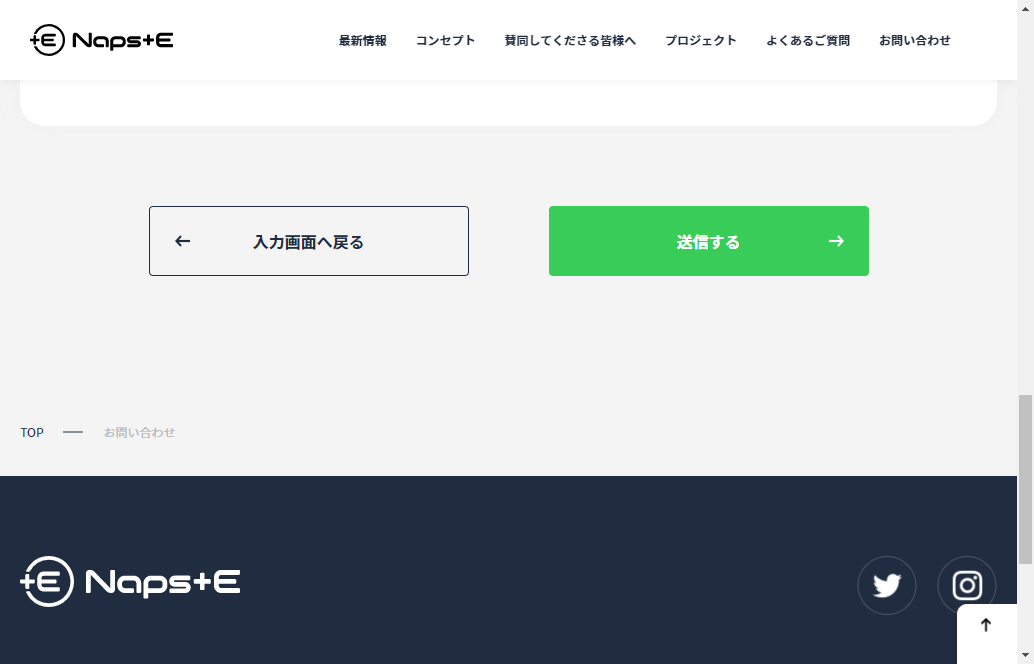 +E Naps+E
最新情報
コンセプト
賛同してくださる皆様へ
プロジェクト
よくあるご質問
お問い合わせ
入力画面へ戻る
送信する
TOP
お問い合わせ
+E Naps+E